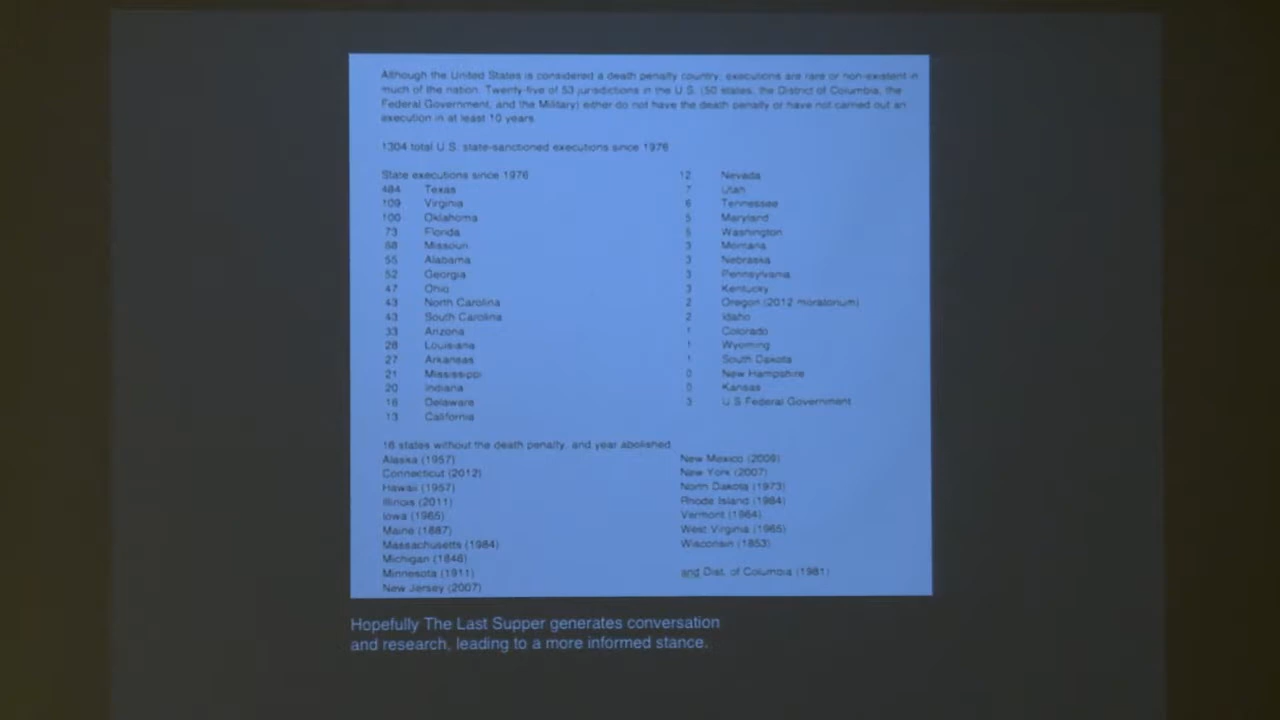 Although the United States is considered a death penalty country, executions are rare or non-existent in
much of the nation. Twenty-five of 53 jurisdictions in the U.S. (50 states, the District of Columbia, the
Federal Government, and the Military) either do not have the death penalty or have not carried out an
execution in at least 10 years.
1304 total U.S. state-sanctioned executions since 1976
State executions since 1976
484 Texas
109 Virginia
100 Oklahoma
73 Florida
68 Missouri
55 Alabama
52 Georgia
47 Ohio
43 North Carolina
43 South Carolina
33 Arizona
28 Louisiana
27 Arkansas
21 Mississippi
20 Indiana
16 Delaware
13 California
12 Nevada
7 Utah
6 Tennessee
5 Maryland
5 Washington
3 Montana
3 Nebraska
3 Pennsylvania
3 Kentucky
2 Oregon (2012 moratorium)
2 Idaho
1 Colorado
1 Wyoming
1 South Dakota
0 New Hampshire
0 Kansas
3 U.S Federal Government
states without the death penalty, and year abolished
Alaska (1957)
Connecticut (2012)
Hawaii (1957)
Illinois (2011)
Iowa (1965)
Maine (1887)
Massachusetts (1984)
Michigan (1846)
Minnesota (1911)
New Jersey (2007)
New Mexico (2009)
New York (2007)
North Dakota (1973)
Rhode Island (1984)
Vermont (1964)
West Virginia (1965)
Wisconsin (1853)
and Dist. of Columbia (1981)
Hopefully The Last Supper generates conversation
and research, leading to a more informed stance.